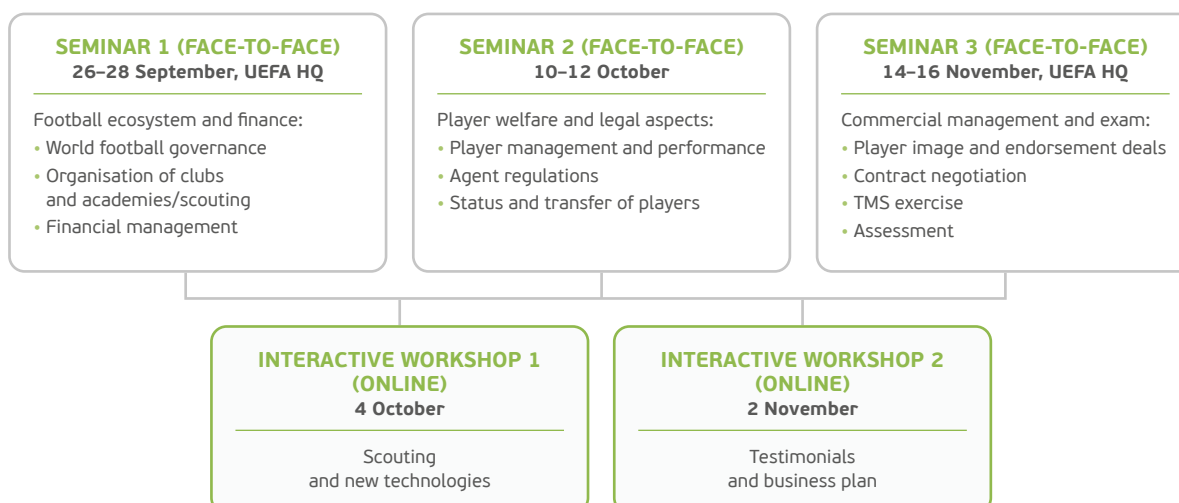 SEMINAR 1 (FACE-TO-FACE)
26–28 September, UEFA HQ
Football ecosystem and finance:
• World football governance
• Organisation of clubs
and academies/scouting
• Financial management
SEMINAR 2 (FACE-TO-FACE)
10–12 October
Player welfare and legal aspects:
• Player management and performance
• Agent regulations
• Status and transfer of players
SEMINAR 3 (FACE-TO-FACE)
14–16 November, UEFA HQ
Commercial management and exam:
• Player image and endorsement deals
• Contract negotiation
• TMS exercise
• Assessment
INTERACTIVE WORKSHOP 1
(ONLINE)
4 October
Scouting
and new technologies
INTERACTIVE WORKSHOP 2
(ONLINE)
2 November
Testimonials
and business plan